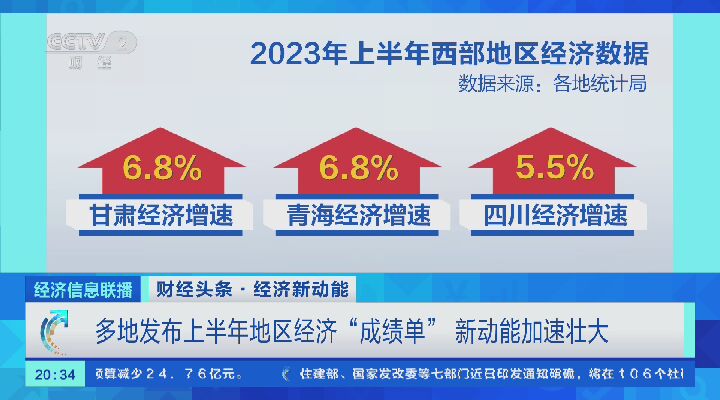 CCTV 2
财经
2023年上半年西部地区经济数据
数据来源：各地统计局
6.8% 6.8% 5.5%
甘肃经济增速 青海经济增速 四川经济增速
经济信息联播 财经头条·经济新动能
多地发布上半年地区经济“成绩单” 新动能加速壮大
20:34 预算减少２４．７６亿元。 住建部、国家发改委等七部门近日印发通知明确，将在１０６个社